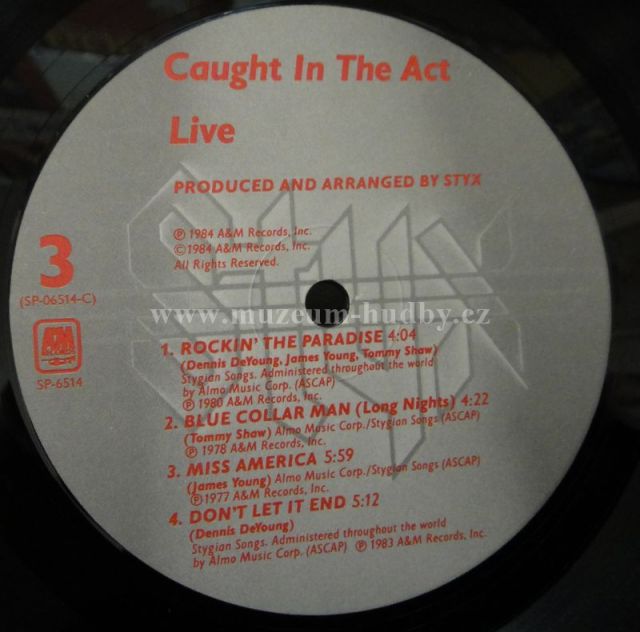 Caught In The Act
Live
PRODUCED AND ARRANGED BY STYX
℗ 1984 A&M Records, Inc.
© 1984 A&M Records, Inc.
All Rights Reserved.
3
(SP-06514-C)
A&M
RECORDS
SP-6514
STYX
www.muzeum-hudby.cz
1. ROCKIN' THE PARADISE 4:04
(Dennis DeYoung, James Young, Tommy Shaw)
Stygian Songs. Administered throughout the world
by Almo Music Corp. (ASCAP)
℗ 1980 A&M Records, Inc.
2. BLUE COLLAR MAN (Long Nights) 4:22
(Tommy Shaw) Almo Music Corp./Stygian Songs (ASCAP)
℗ 1978 A&M Records, Inc.
3. MISS AMERICA 5:59
(James Young) Almo Music Corp./Stygian Songs (ASCAP)
℗ 1977 A&M Records, Inc.
4. DON'T LET IT END 5:12
(Dennis DeYoung)
Stygian Songs. Administered throughout the world
by Almo Music Corp. (ASCAP) ℗ 1983 A&M Records, Inc.